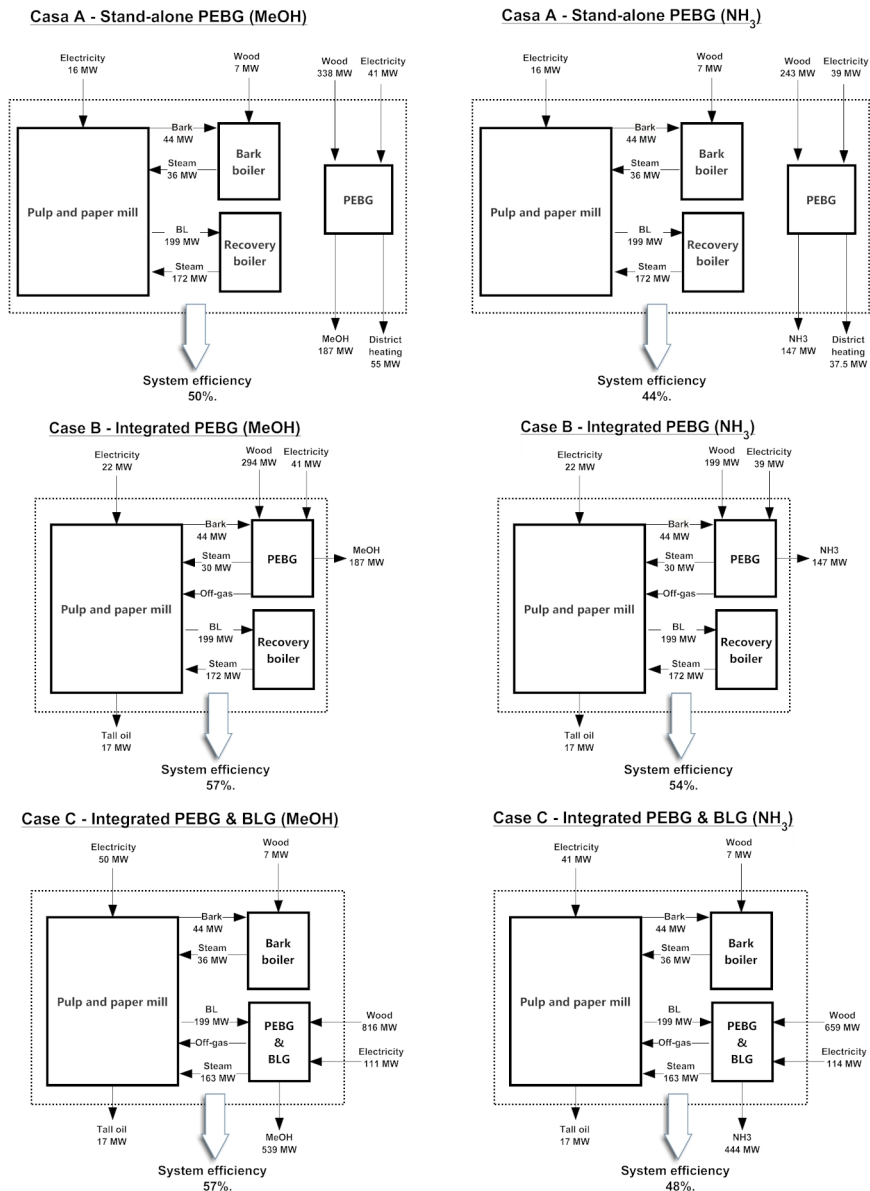 Casa A - Stand-alone PEBG (MeOH)
Electricity
16 MW
Wood
7 MW
Wood
338 MW
Electricity
41 MW
Bark
44 MW
Steam
36 MW
Bark
boiler
Pulp and paper mill
PEBG
BL
199 MW
Steam
172 MW
Recovery
boiler
MeOH
187 MW
District
heating
55 MW
System efficiency
50%.
Casa A - Stand-alone PEBG (NH3)
Electricity
16 MW
Wood
7 MW
Wood
243 MW
Electricity
39 MW
Bark
44 MW
Steam
36 MW
Bark
boiler
Pulp and paper mill
PEBG
BL
199 MW
Steam
172 MW
Recovery
boiler
NH3
147 MW
District
heating
37.5 MW
System efficiency
44%.
Case B - Integrated PEBG (MeOH)
Electricity
22 MW
Wood
294 MW
Electricity
41 MW
Bark
44 MW
Steam
30 MW
PEBG
MeOH
187 MW
Off-gas
Pulp and paper mill
BL
199 MW
Steam
172 MW
Recovery
boiler
Tall oil
17 MW
System efficiency
57%.
Case B - Integrated PEBG (NH3)
Electricity
22 MW
Wood
199 MW
Electricity
39 MW
Bark
44 MW
Steam
30 MW
PEBG
NH3
147 MW
Off-gas
Pulp and paper mill
BL
199 MW
Steam
172 MW
Recovery
boiler
Tall oil
17 MW
System efficiency
54%.
Case C - Integrated PEBG & BLG (MeOH)
Electricity
50 MW
Wood
7 MW
Bark
44 MW
Steam
36 MW
Bark
boiler
Pulp and paper mill
BL
199 MW
Off-gas
Steam
163 MW
PEBG
&
BLG
Wood
816 MW
Electricity
111 MW
Tall oil
17 MW
MeOH
539 MW
System efficiency
57%.
Case C - Integrated PEBG & BLG (NH3)
Electricity
41 MW
Wood
7 MW
Bark
44 MW
Steam
36 MW
Bark
boiler
Pulp and paper mill
BL
199 MW
Off-gas
Steam
163 MW
PEBG
&
BLG
Wood
659 MW
Electricity
114 MW
Tall oil
17 MW
NH3
444 MW
System efficiency
48%.